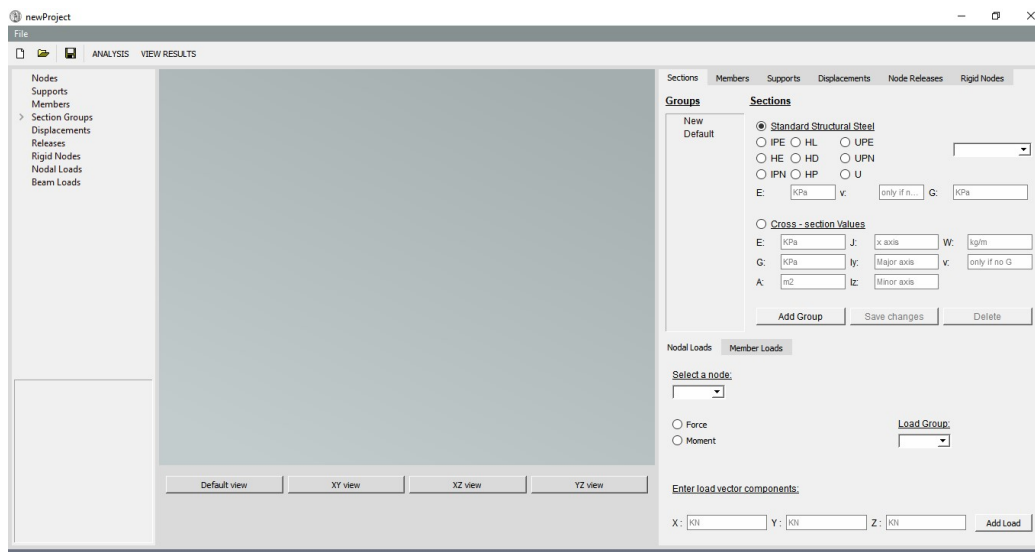 newProject
File
ANALYSIS VIEW RESULTS
Nodes
Supports
Members
> Section Groups
Displacements
Releases
Rigid Nodes
Nodal Loads
Beam Loads
Default view XY view XZ view YZ view
Sections Members Supports Displacements Node Releases Rigid Nodes
Groups
New
Default
Sections
Standard Structural Steel
IPE HL UPE
HE HD UPN
IPN HP U
E: KPa v: only if n... G: KPa
Cross - section Values
E: KPa J: x axis W: kg/m
G: KPa Iy: Major axis v: only if no G
A: m2 Iz: Minor axis
Add Group Save changes Delete
Nodal Loads Member Loads
Select a node:
Force
Moment
Load Group:
Enter load vector components:
X: KN Y: KN Z: KN Add Load